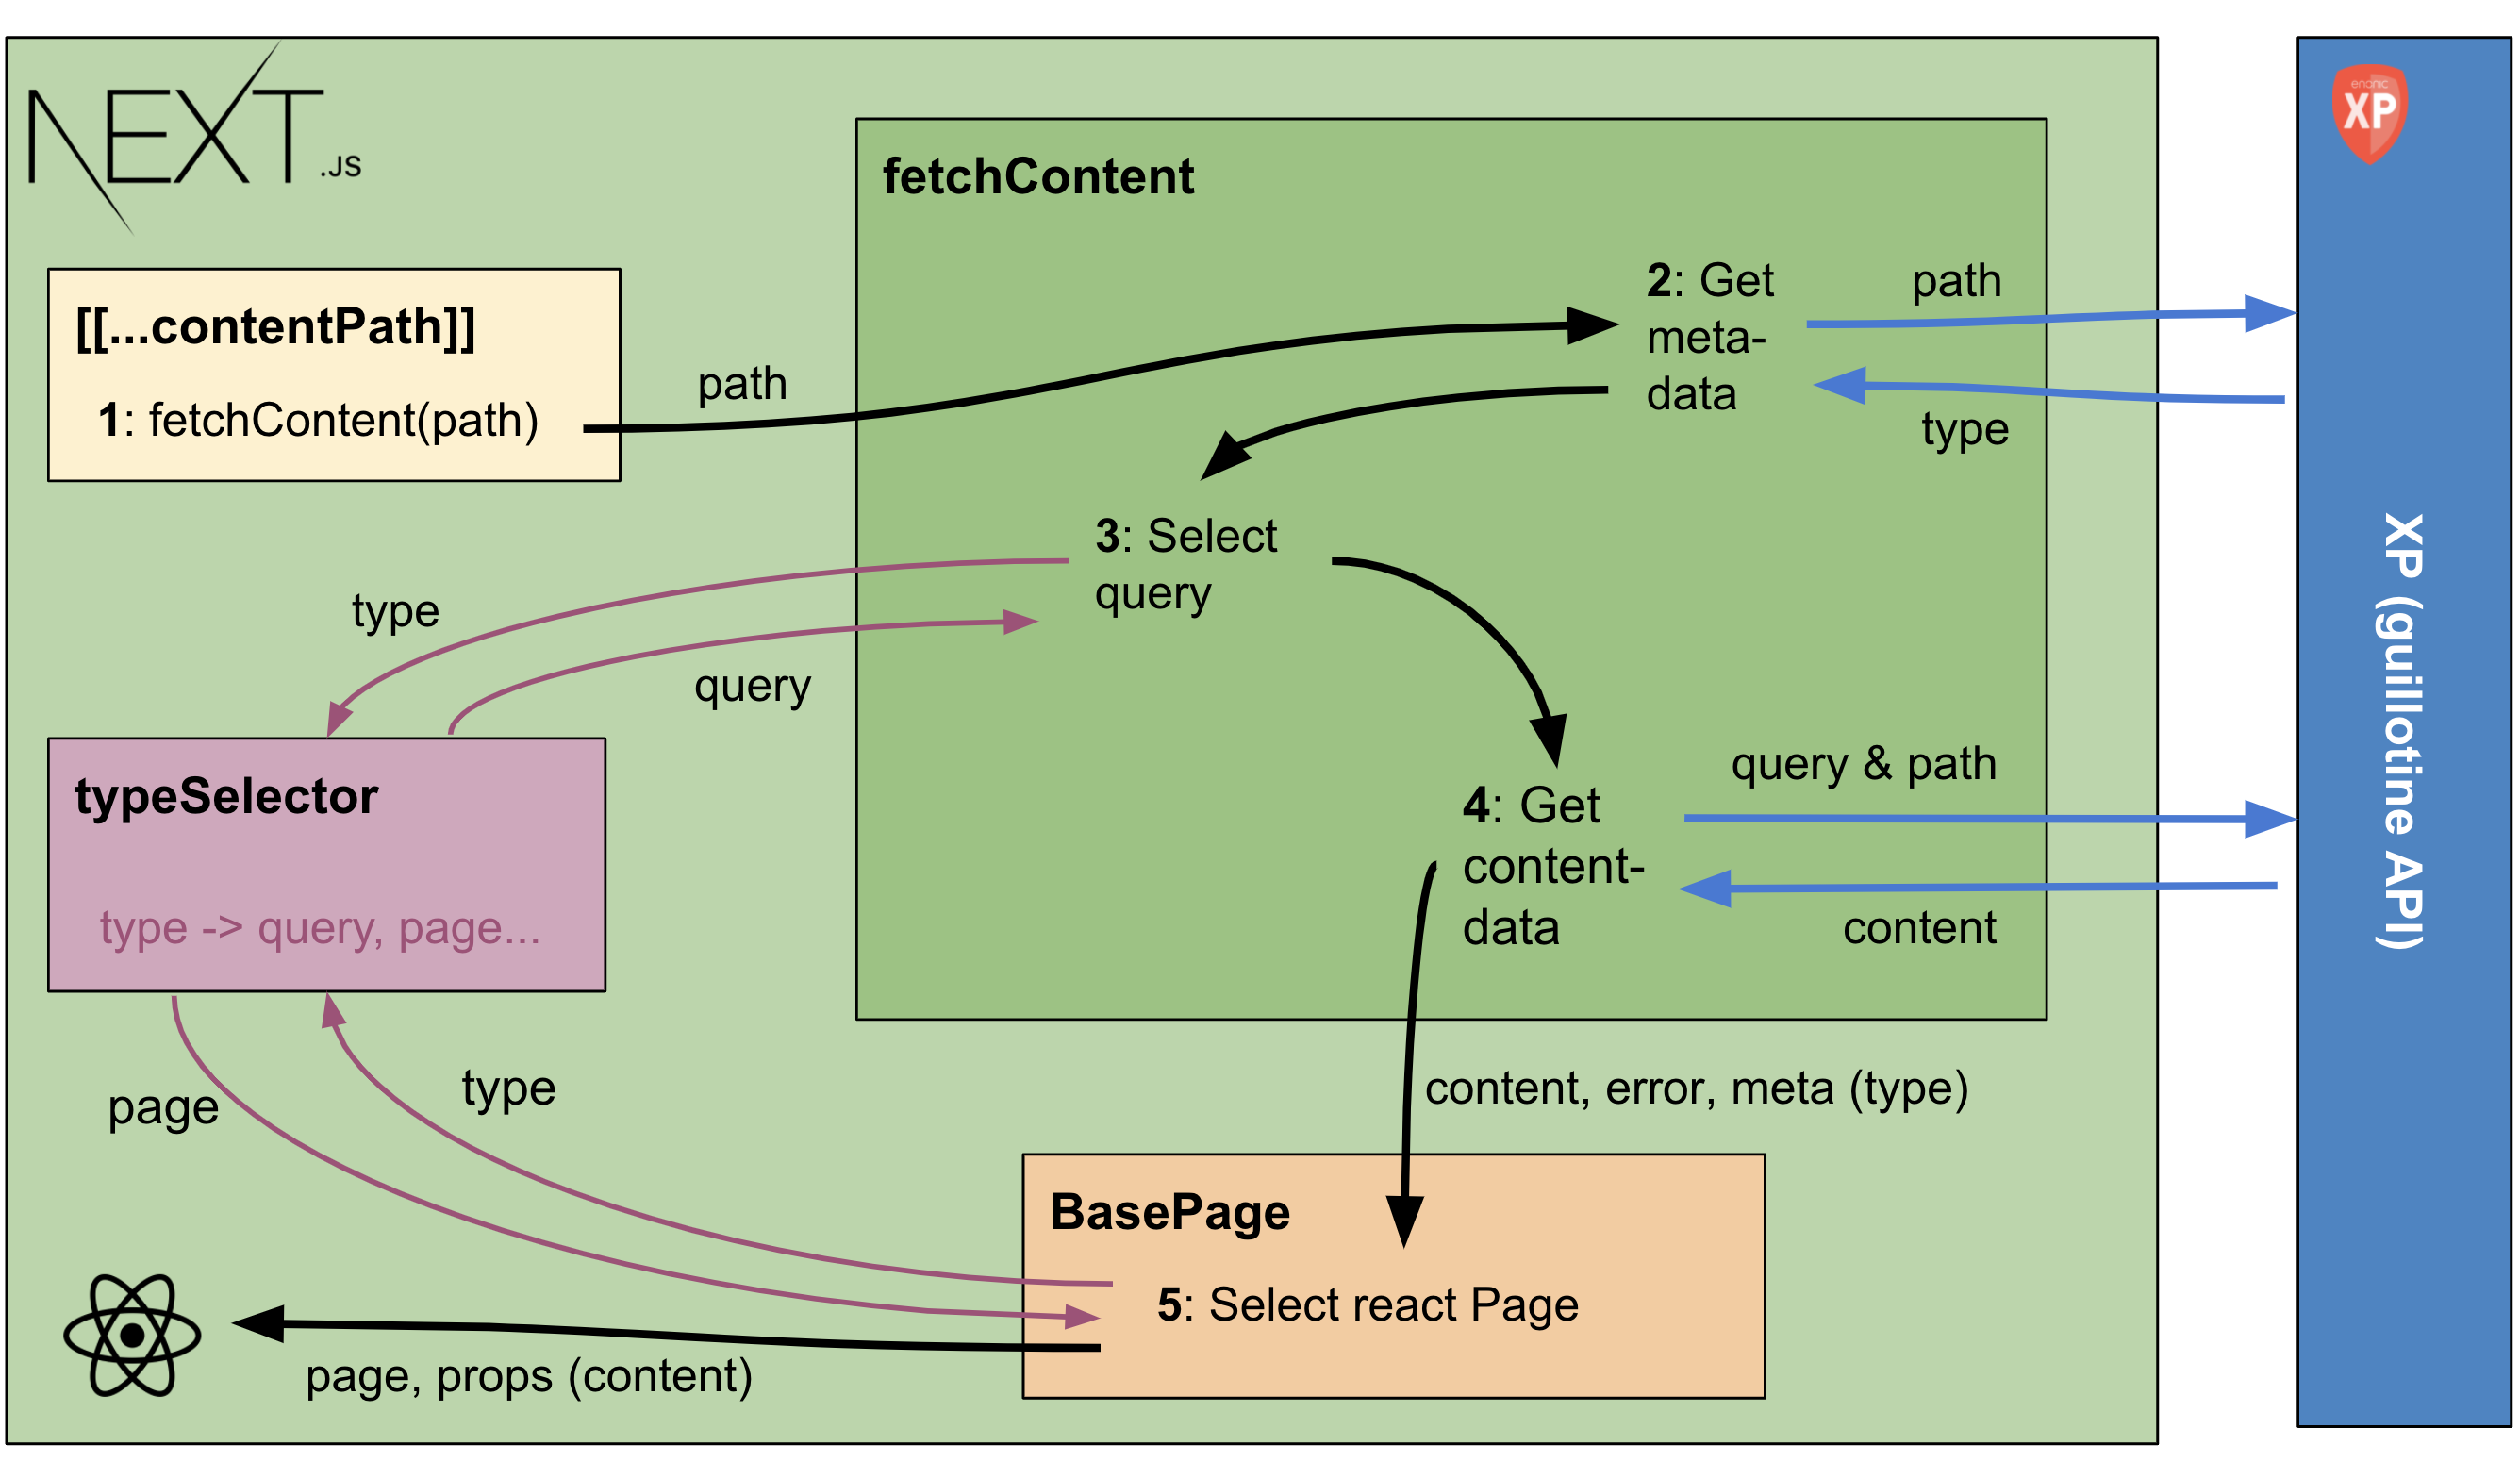 NEXT.JS
fetchContent
enonic
XP
[[...contentPath]]
1: fetchContent(path)
path
2: Get
meta-
data
path
type
3: Select
query
type
query
typeSelector
type -> query, page...
4: Get
content-
data
query & path
content
XP (guillotine API)
page
type
content, error, meta (type)
BasePage
5: Select react Page
page, props (content)